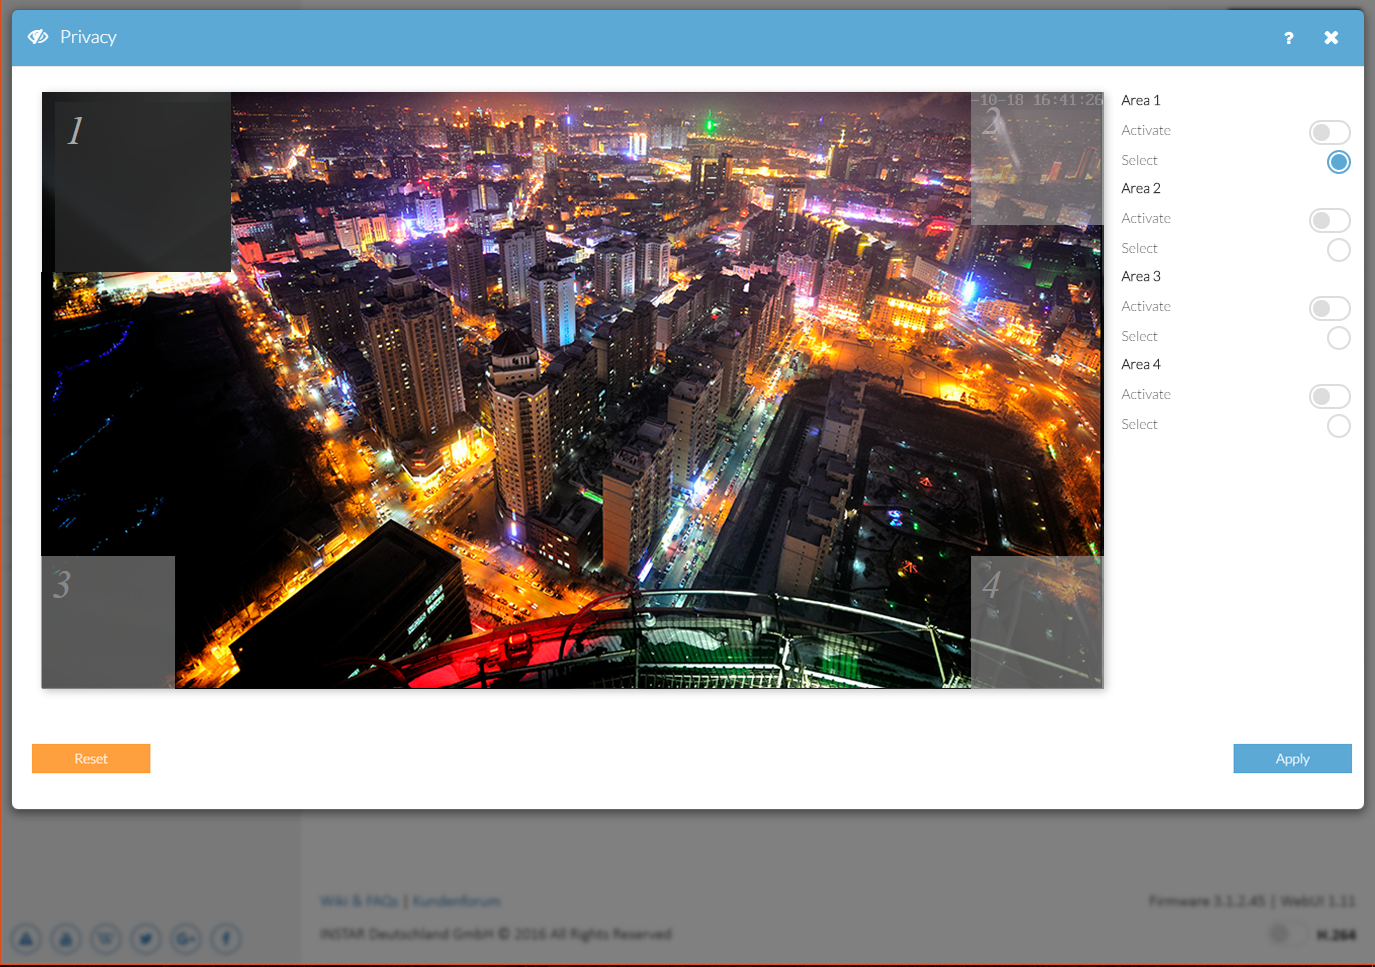 Privacy
?
1
2
-10-18 16:41:26
3
4
Area 1
Activate
Select
Area 2
Activate
Select
Area 3
Activate
Select
Area 4
Activate
Select
Reset
Apply
Wiki & FAQs | Kundenforum
Firmware 3.1.2.45 | WebUI 1.11
INSTAR Deutschland GmbH © 2016 All Rights Reserved
H.264